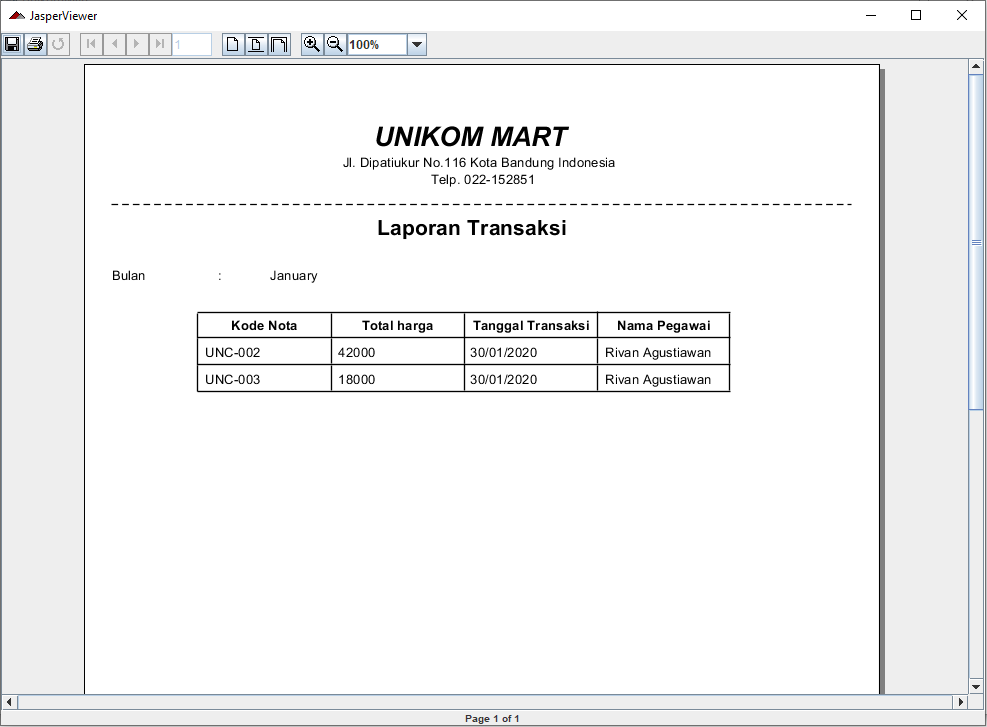 JasperViewer
1
100%
UNIKOM MART
Jl. Dipatiukur No.116 Kota Bandung Indonesia
Telp. 022-152851
Laporan Transaksi
Bulan : January
Kode Nota Total harga Tanggal Transaksi Nama Pegawai
UNC-002 42000 30/01/2020 Rivan Agustiawan
UNC-003 18000 30/01/2020 Rivan Agustiawan
Page 1 of 1